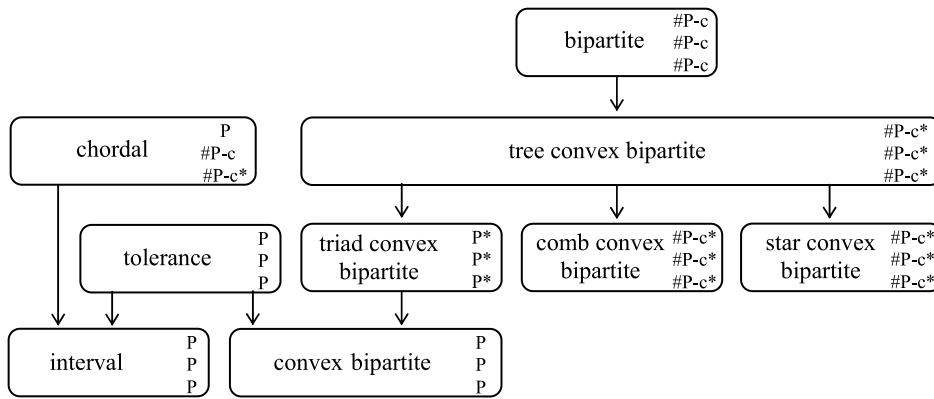 bipartite
#P-c
#P-c
#P-c
chordal
P
#P-c
#P-c*
tree convex bipartite
#P-c*
#P-c*
#P-c*
tolerance
P
P
P
triad convex
bipartite
P*
P*
P*
comb convex
bipartite
#P-c*
#P-c*
#P-c*
star convex
bipartite
#P-c*
#P-c*
#P-c*
interval
P
P
P
convex bipartite
P
P
P